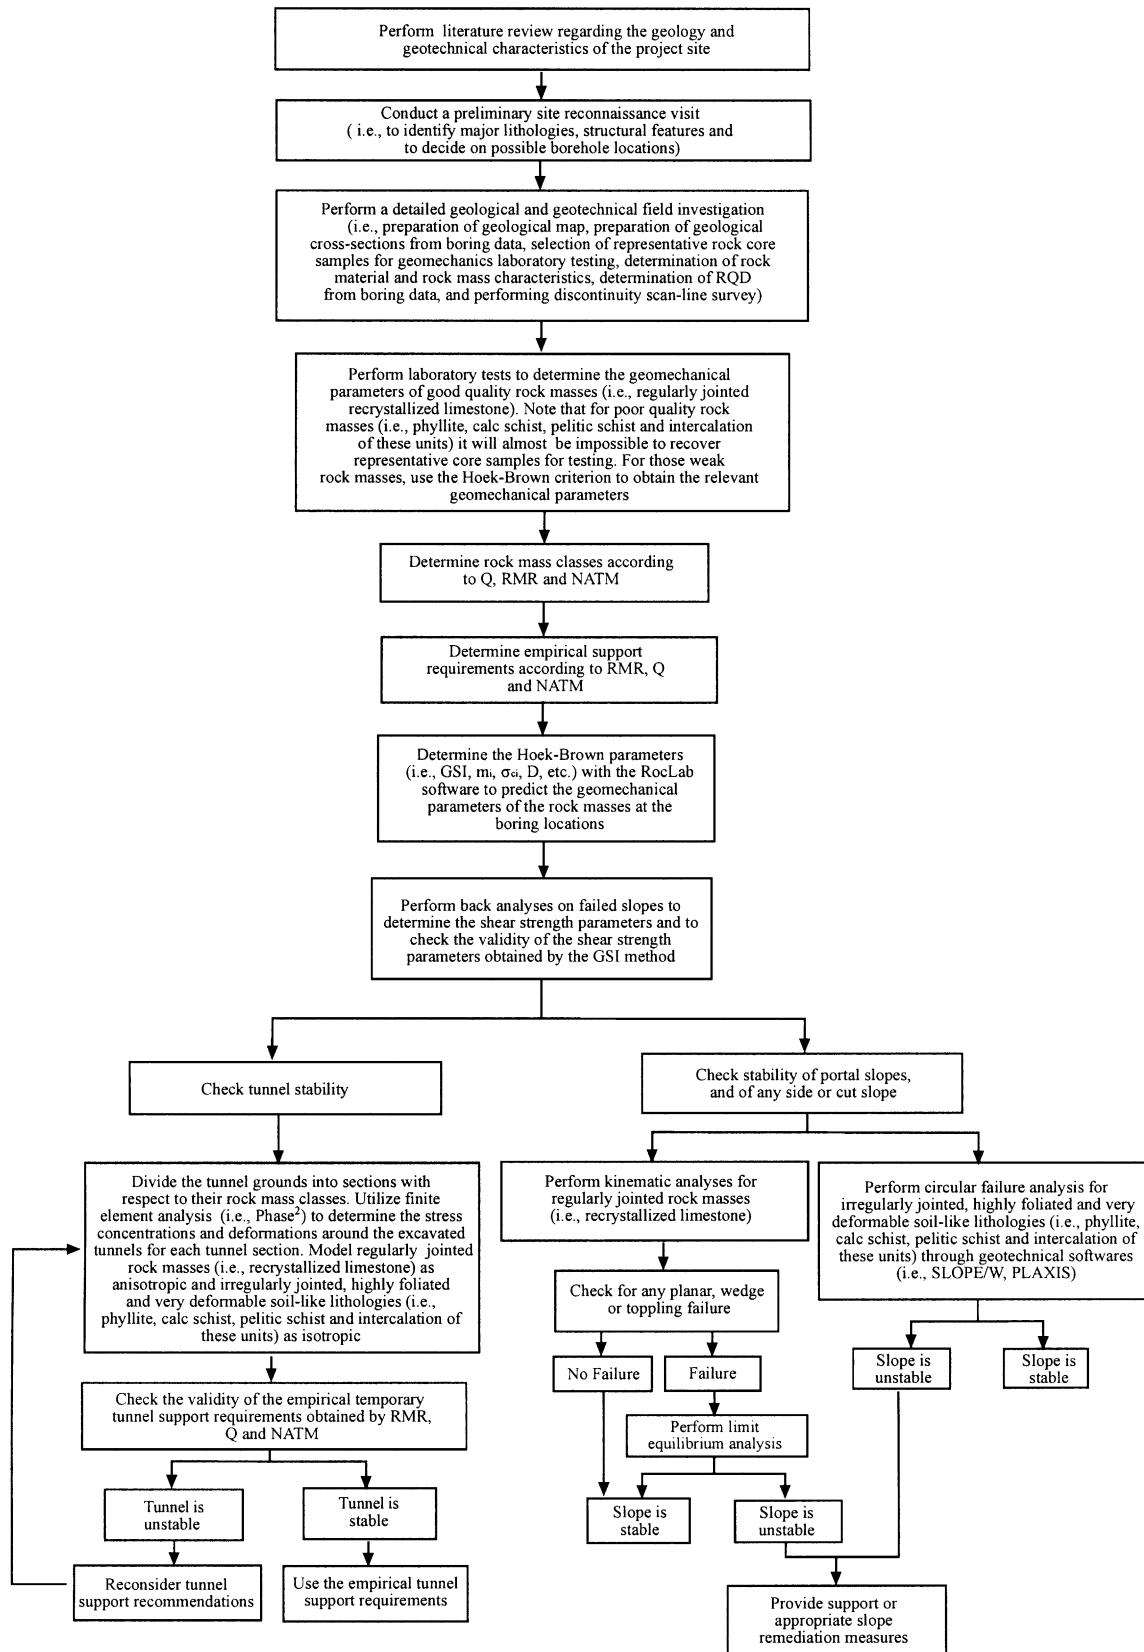 Perform literature review regarding the geology and
geotechnical characteristics of the project site
Conduct a preliminary site reconnaissance visit
( i.e., to identify major lithologies, structural features and
to decide on possible borehole locations)
Perform a detailed geological and geotechnical field investigation
(i.e., preparation of geological map, preparation of geological
cross-sections from boring data, selection of representative rock core
samples for geomechanics laboratory testing, determination of rock
material and rock mass characteristics, determination of RQD
from boring data, and performing discontinuity scan-line survey)
Perform laboratory tests to determine the geomechanical
parameters of good quality rock masses (i.e., regularly jointed
recrystallized limestone). Note that for poor quality rock
masses (i.e., phyllite, calc schist, pelitic schist and intercalation
of these units) it will almost be impossible to recover
representative core samples for testing. For those weak
rock masses, use the Hoek-Brown criterion to obtain the relevant
geomechanical parameters
Determine rock mass classes according
to Q, RMR and NATM
Determine empirical support
requirements according to RMR, Q
and NATM
Determine the Hoek-Brown parameters
(i.e., GSI, mi, σci, D, etc.) with the RocLab
software to predict the geomechanical
parameters of the rock masses at the
boring locations
Perform back analyses on failed slopes to
determine the shear strength parameters and to
check the validity of the shear strength
parameters obtained by the GSI method
Check tunnel stability
Divide the tunnel grounds into sections with
respect to their rock mass classes. Utilize finite
element analysis (i.e., Phase²) to determine the stress
concentrations and deformations around the excavated
tunnels for each tunnel section. Model regularly jointed
rock masses (i.e., recrystallized limestone) as
anisotropic and irregularly jointed, highly foliated
and very deformable soil-like lithologies (i.e.,
phyllite, calc schist, pelitic schist and intercalation of
these units) as isotropic
Check the validity of the empirical temporary
tunnel support requirements obtained by RMR,
Q and NATM
Tunnel is
unstable
Tunnel is
stable
Reconsider tunnel
support recommendations
Use the empirical tunnel
support requirements
Check stability of portal slopes,
and of any side or cut slope
Perform kinematic analyses for
regularly jointed rock masses
(i.e., recrystallized limestone)
Check for any planar, wedge
or toppling failure
No Failure
Failure
Perform limit
equilibrium analysis
Slope is
stable
Slope is
unstable
Perform circular failure analysis for
irregularly jointed, highly foliated and very
deformable soil-like lithologies (i.e., phyllite,
calc schist, pelitic schist and intercalation of
these units) through geotechnical softwares
(i.e., SLOPE/W, PLAXIS)
Slope is
unstable
Slope is
stable
Provide support or
appropriate slope
remediation measures